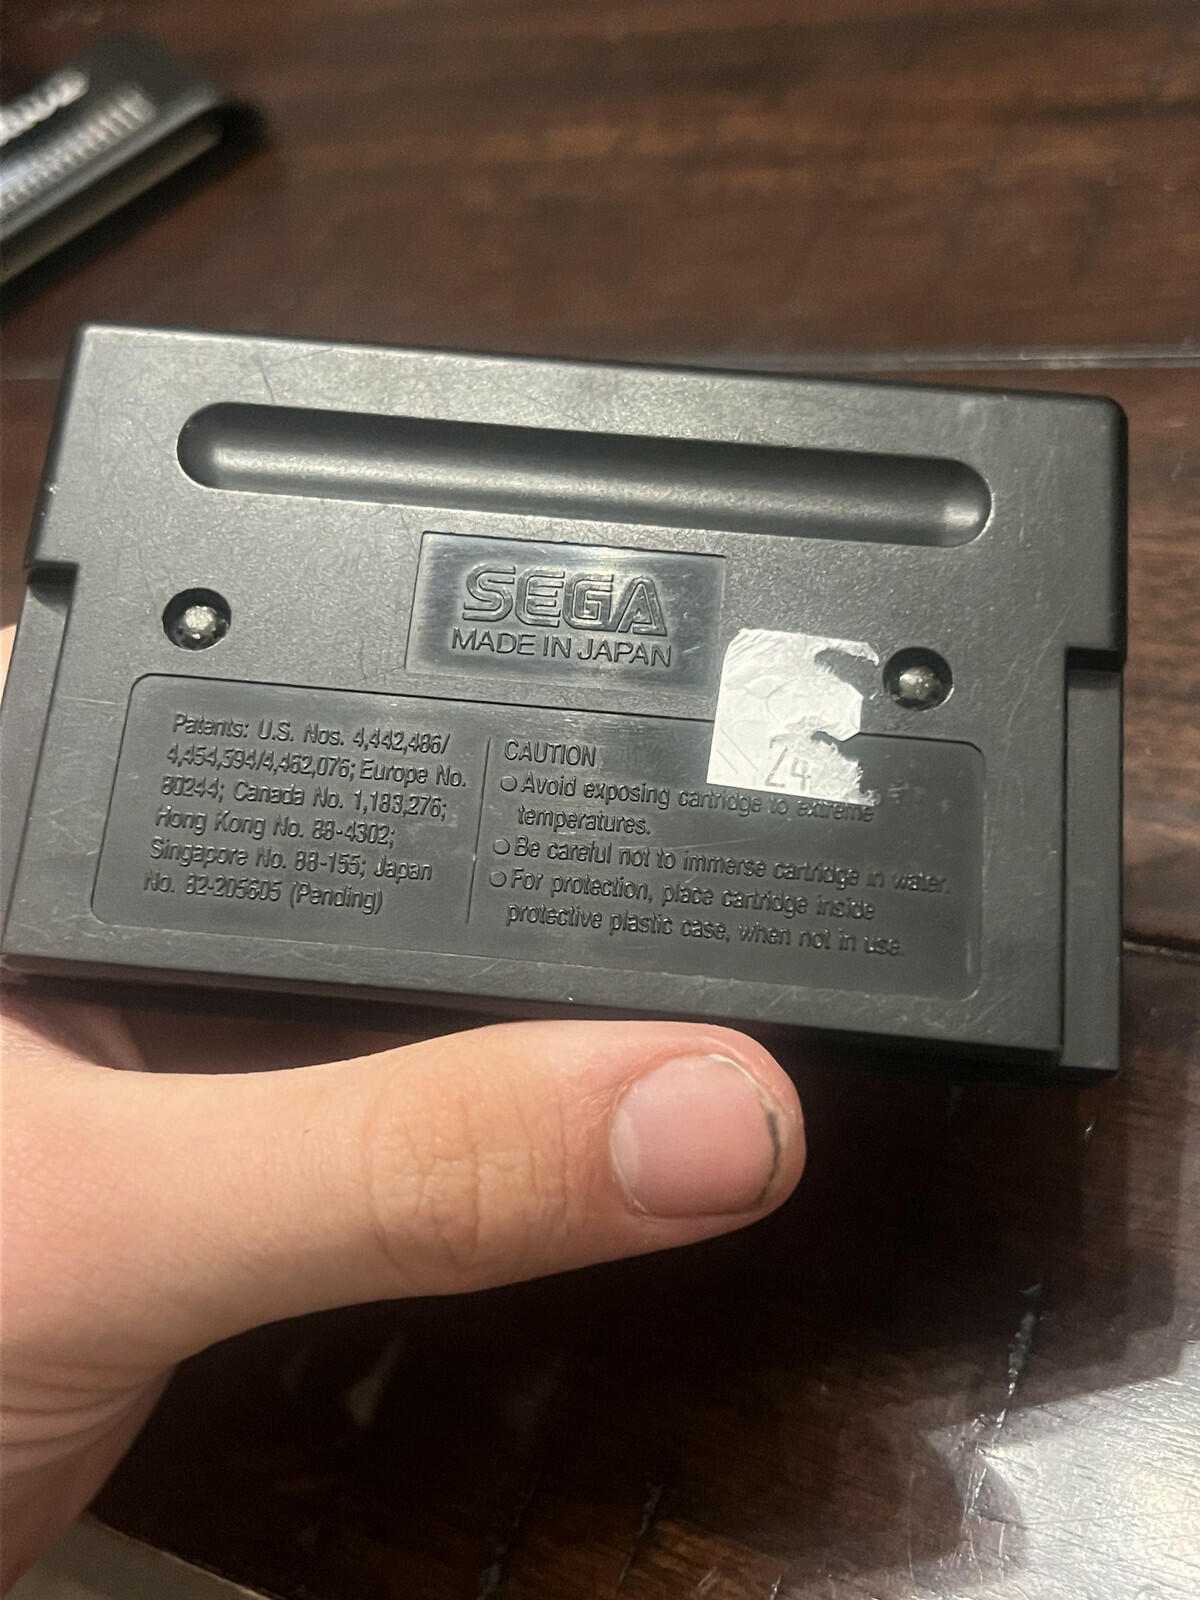 SEGA
MADE IN JAPAN
Patents: U.S. Nos. 4,442,486/
4,454,594/4,462,076; Europe No.
80244; Canada No. 1,183,276;
Hong Kong No. 88-4302;
Singapore No. 88-155; Japan
No. 82-205605 (Pending)
CAUTION
○ Avoid exposing cartridge to extreme
temperatures.
○ Be careful not to immerse cartridge in water.
○ For protection, place cartridge inside
protective plastic case, when not in use.
24